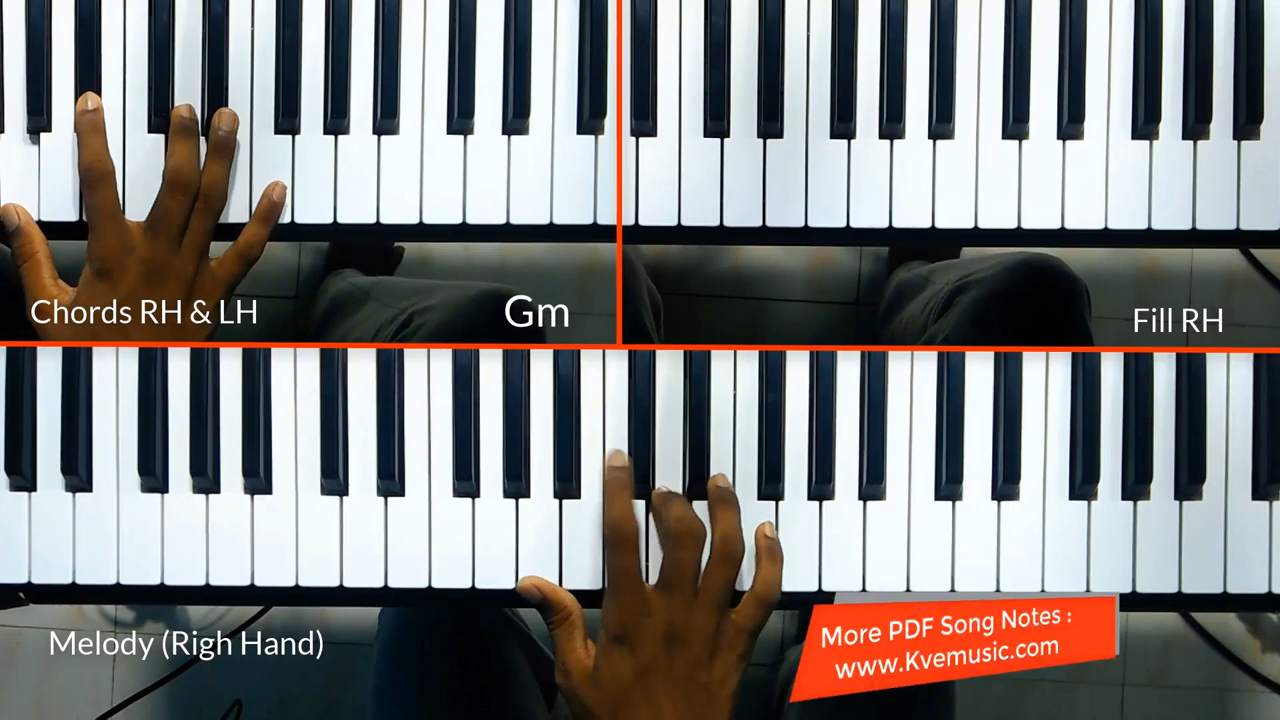 Chords RH & LH
Gm
Fill RH
Melody (Righ Hand)
More PDF Song Notes :
www.Kvemusic.com